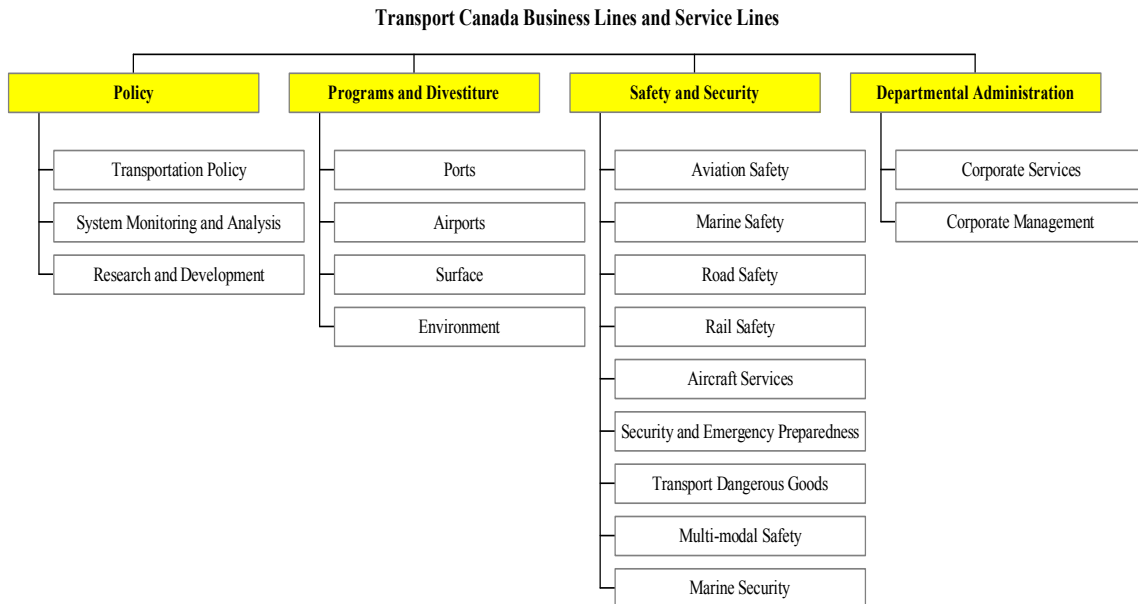 Transport Canada Business Lines and Service Lines
Policy
Transportation Policy
System Monitoring and Analysis
Research and Development
Programs and Divestiture
Ports
Airports
Surface
Environment
Safety and Security
Aviation Safety
Marine Safety
Road Safety
Rail Safety
Aircraft Services
Security and Emergency Preparedness
Transport Dangerous Goods
Multi-modal Safety
Marine Security
Departmental Administration
Corporate Services
Corporate Management